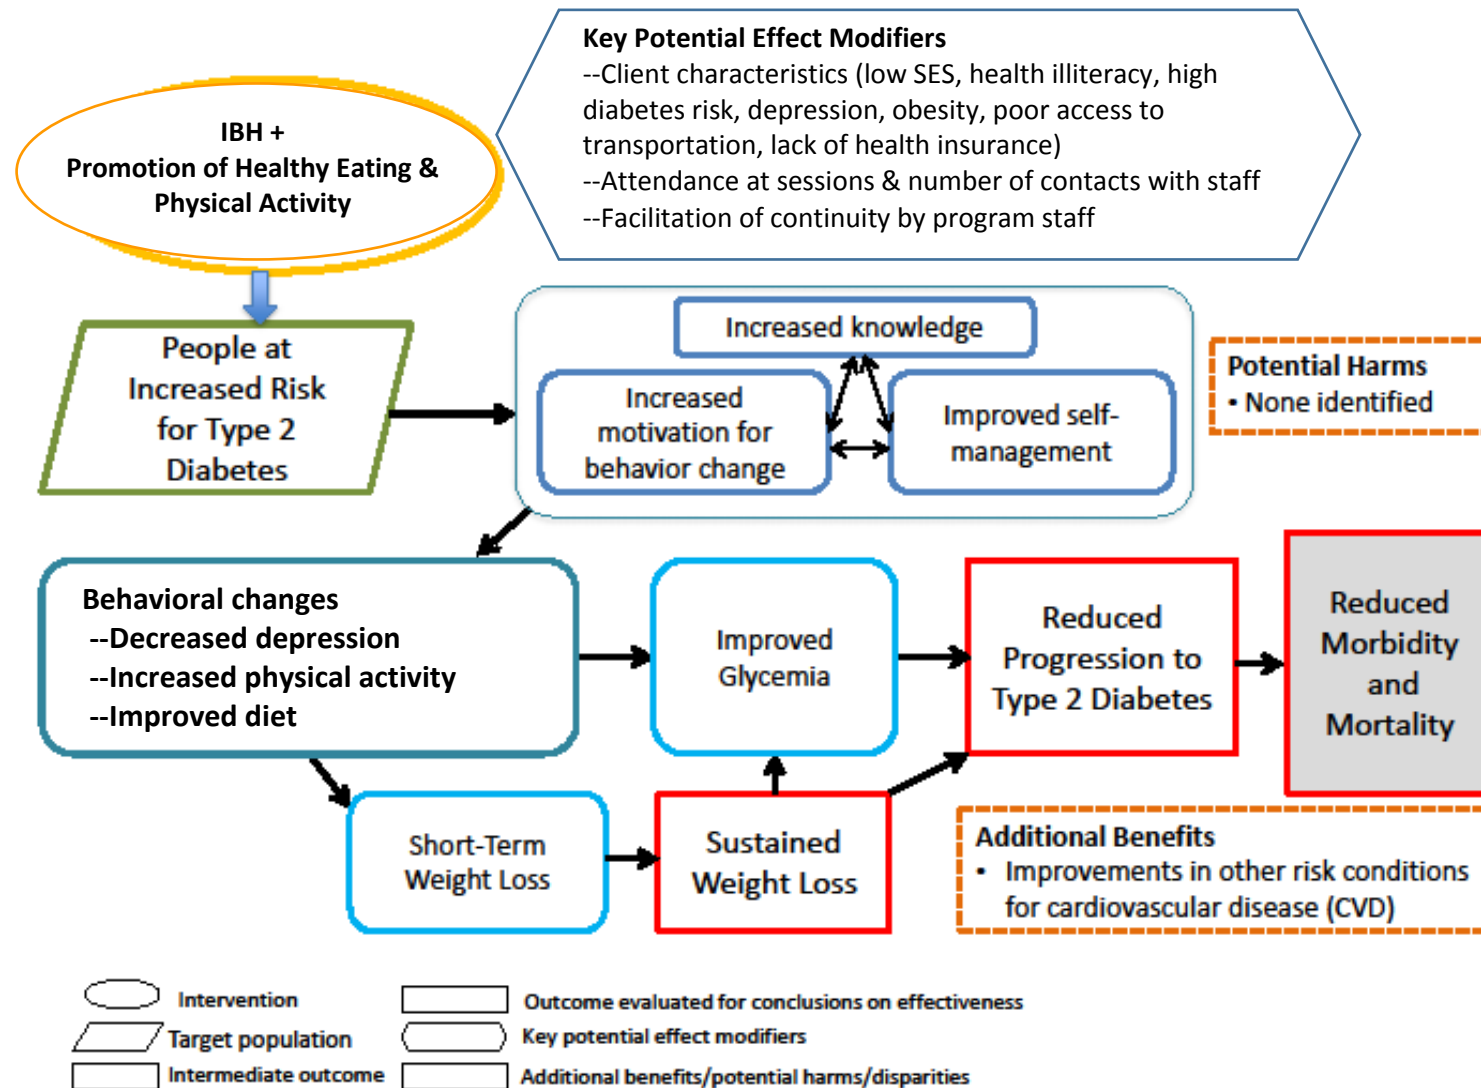 Key Potential Effect Modifiers
--Client characteristics (low SES, health illiteracy, high
diabetes risk, depression, obesity, poor access to
transportation, lack of health insurance)
--Attendance at sessions & number of contacts with staff
--Facilitation of continuity by program staff
IBH +
Promotion of Healthy Eating &
Physical Activity
People at
Increased Risk
for Type 2
Diabetes
Increased knowledge
Increased
motivation for
behavior change
Improved self-
management
Potential Harms
• None identified
Behavioral changes
--Decreased depression
--Increased physical activity
--Improved diet
Improved
Glycemia
Reduced
Progression to
Type 2 Diabetes
Reduced
Morbidity
and
Mortality
Short-Term
Weight Loss
Sustained
Weight Loss
Additional Benefits
• Improvements in other risk conditions
for cardiovascular disease (CVD)
Intervention
Outcome evaluated for conclusions on effectiveness
Target population
Key potential effect modifiers
Intermediate outcome
Additional benefits/potential harms/disparities